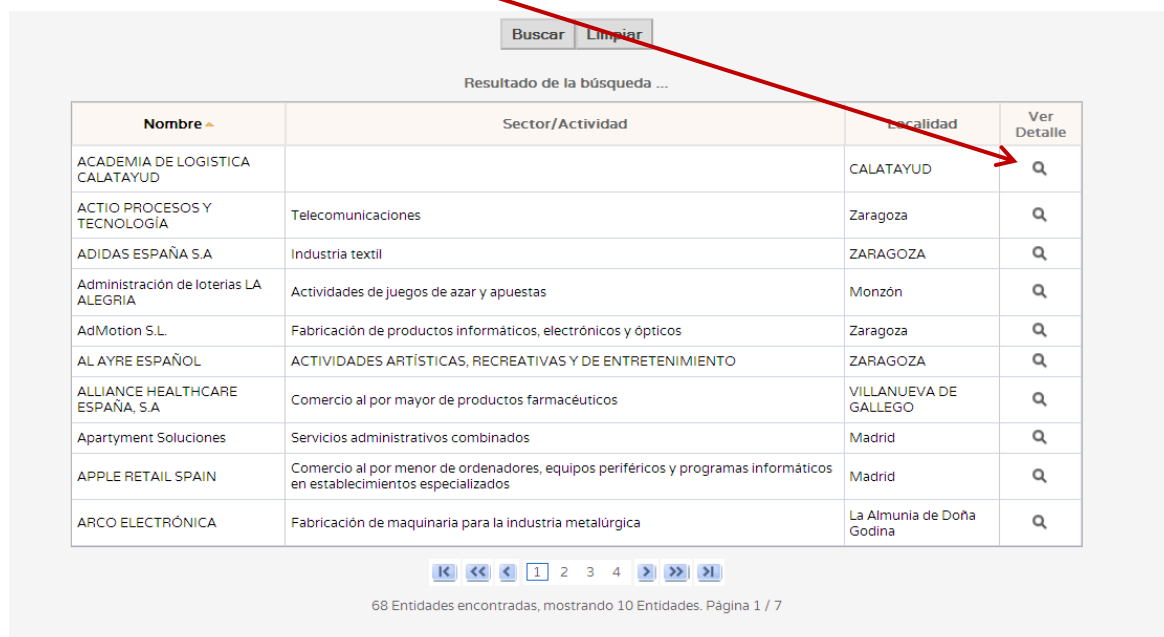 Buscar Limpiar
Resultado de la búsqueda ...
Nombre Sector/Actividad Localidad Ver Detalle
ACADEMIA DE LOGISTICA CALATAYUD CALATAYUD
ACTIO PROCESOS Y TECNOLOGÍA Telecomunicaciones Zaragoza
ADIDAS ESPAÑA S.A Industria textil ZARAGOZA
Administración de loterias LA ALEGRIA Actividades de juegos de azar y apuestas Monzón
AdMotion S.L. Fabricación de productos informáticos, electrónicos y ópticos Zaragoza
AL AYRE ESPAÑOL ACTIVIDADES ARTÍSTICAS, RECREATIVAS Y DE ENTRETENIMIENTO ZARAGOZA
ALLIANCE HEALTHCARE ESPAÑA, S.A Comercio al por mayor de productos farmacéuticos VILLANUEVA DE GALLEGO
Apartyment Soluciones Servicios administrativos combinados Madrid
APPLE RETAIL SPAIN Comercio al por menor de ordenadores, equipos periféricos y programas informáticos en establecimientos especializados Madrid
ARCO ELECTRÓNICA Fabricación de maquinaria para la industria metalúrgica La Almunia de Doña Godina
1 2 3 4
68 Entidades encontradas, mostrando 10 Entidades. Página 1 / 7